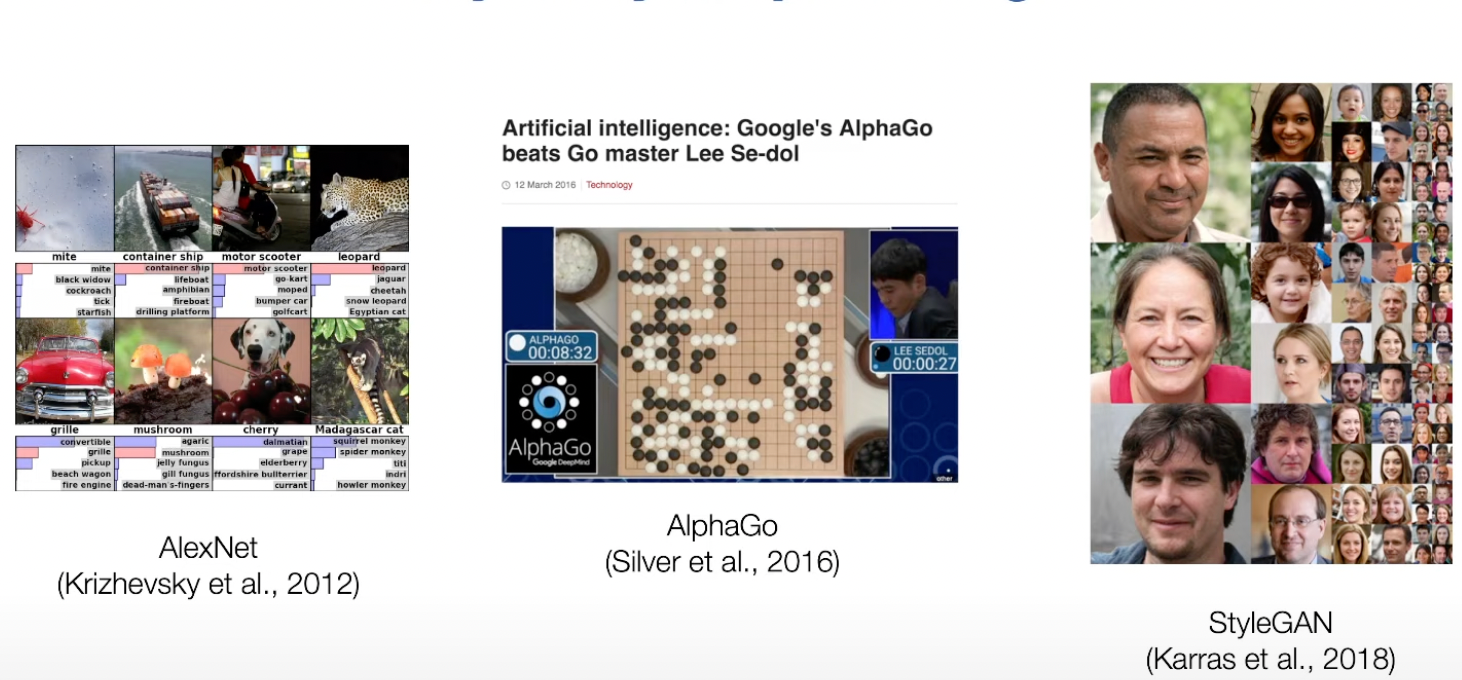 mite
container ship
motor scooter
leopard
mite
black widow
cockroach
tick
starfish
container ship
lifeboat
amphibian
fireboat
drilling platform
motor scooter
go-kart
moped
bumper car
golfcart
leopard
jaguar
cheetah
snow leopard
Egyptian cat
grille
mushroom
cherry
Madagascar cat
convertible
grille
pickup
beach wagon
fire engine
agaric
mushroom
jelly fungus
gill fungus
dead-man's-fingers
dalmatian
grape
elderberry
ffordshire bullterrier
currant
squirrel monkey
spider monkey
titi
indri
howler monkey
AlexNet
(Krizhevsky et al., 2012)
Artificial intelligence: Google's AlphaGo
beats Go master Lee Se-dol
12 March 2016 | Technology
ALPHAGO
00:08:32
LEE SEDOL
00:00:27
AlphaGo
Google DeepMind
other
AlphaGo
(Silver et al., 2016)
StyleGAN
(Karras et al., 2018)